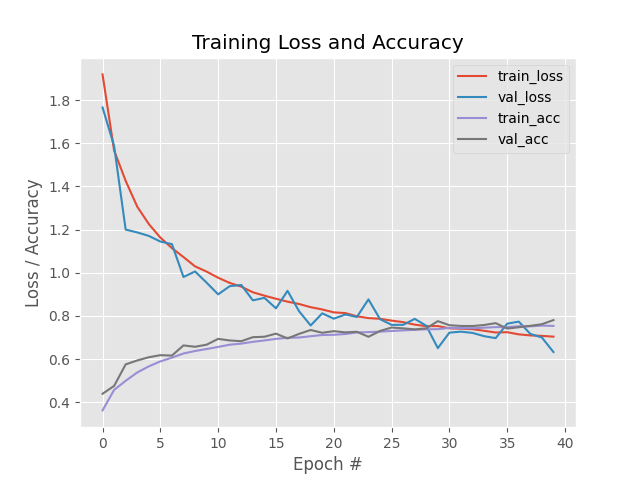 Training Loss and Accuracy
train_loss
val_loss
train_acc
val_acc
Loss / Accuracy
1.8
1.6
1.4
1.2
1.0
0.8
0.6
0.4
0 5 10 15 20 25 30 35 40
Epoch #